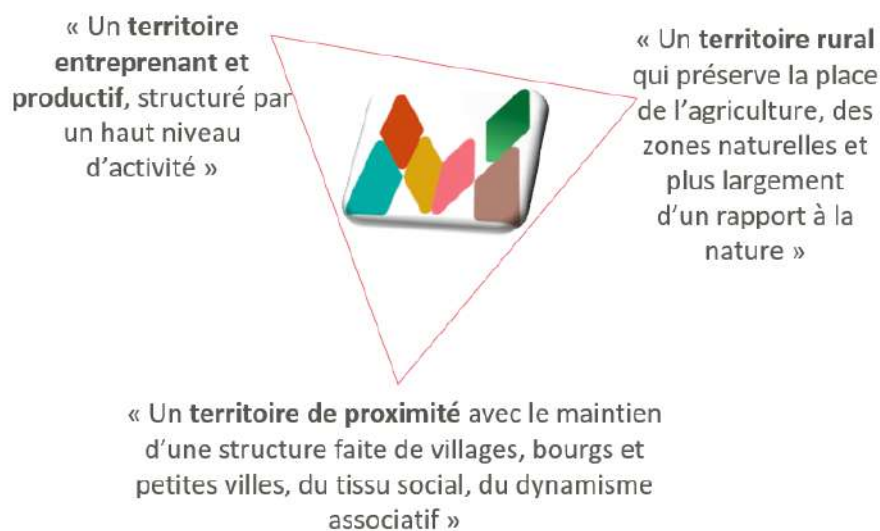 « Un territoire
entreprenant et
productif, structuré par
un haut niveau
d’activité »
« Un territoire rural
qui préserve la place
de l’agriculture, des
zones naturelles et
plus largement
d’un rapport à la
nature »
« Un territoire de proximité avec le maintien
d’une structure faite de villages, bourgs et
petites villes, du tissu social, du dynamisme
associatif »